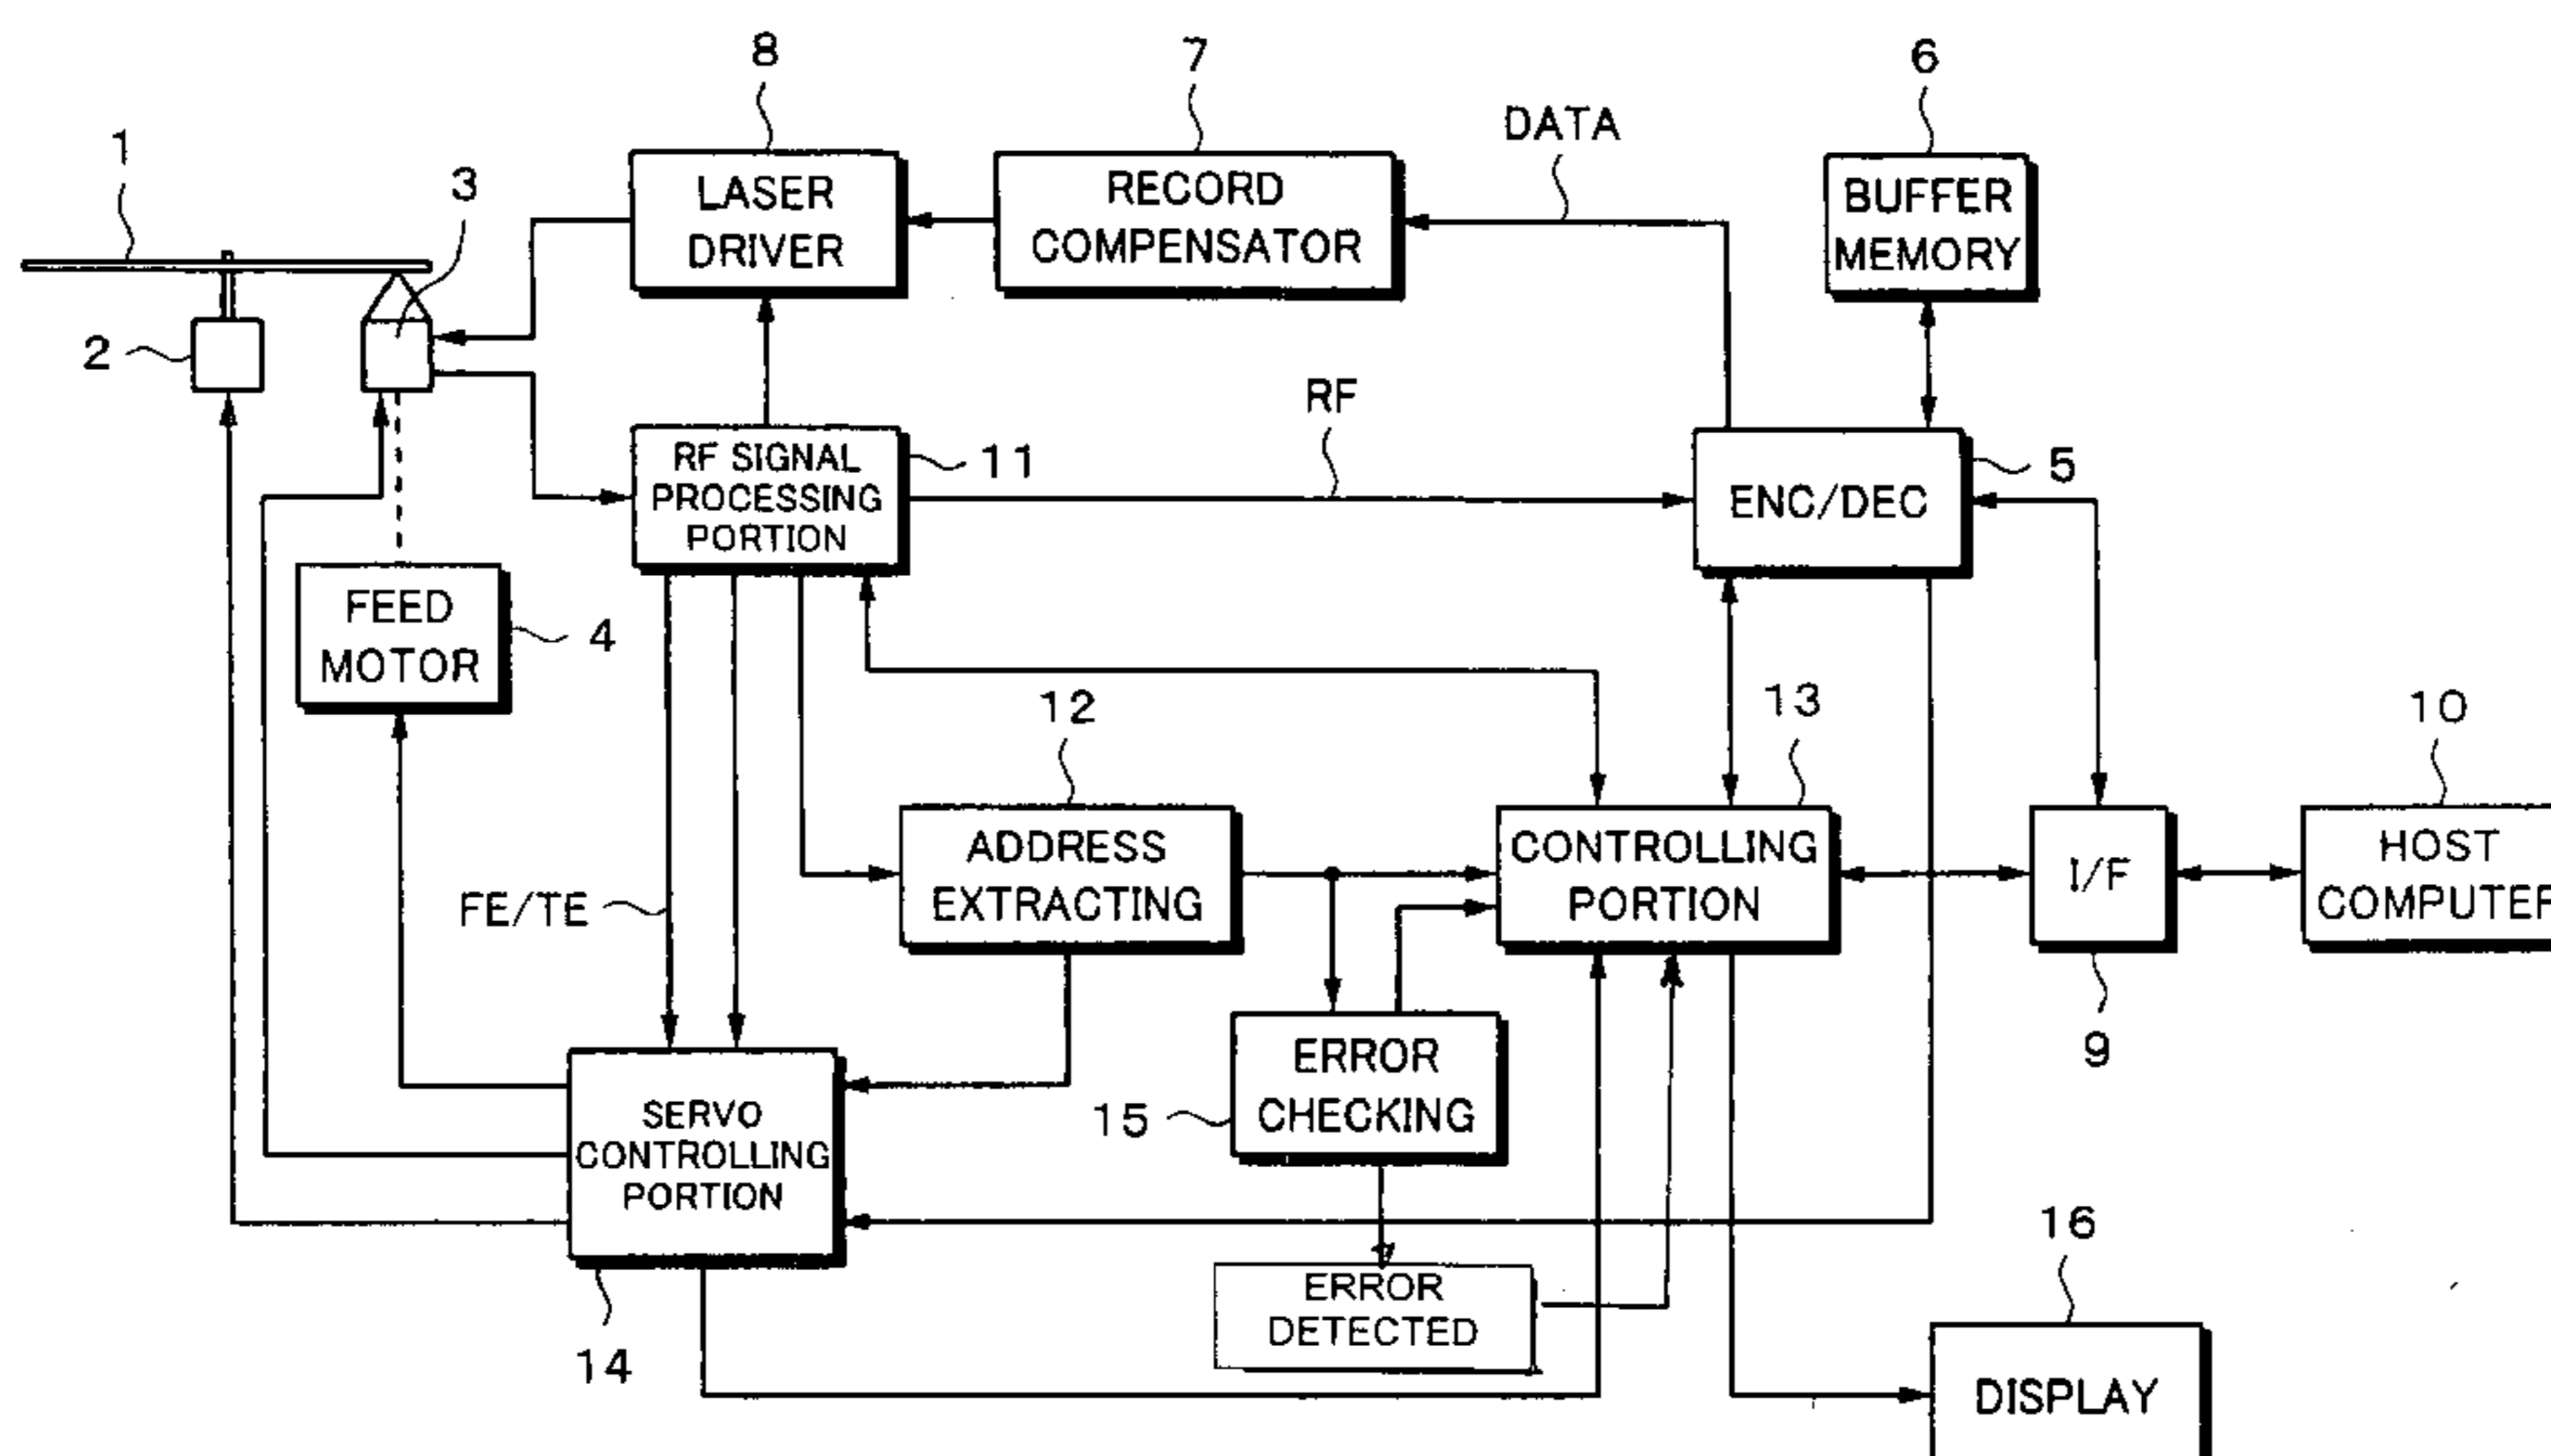 8
7
6
DATA
1
3
LASER
DRIVER
RECORD
COMPENSATOR
BUFFER
MEMORY
2
RF
RF SIGNAL
PROCESSING
PORTION
11
5
ENC/DEC
FEED
MOTOR
4
12
13
10
ADDRESS
EXTRACTING
CONTROLLING
PORTION
I/F
HOST
COMPUTER
FE/TE
9
ERROR
CHECKING
15
SERVO
CONTROLLING
PORTION
14
ERROR
DETECTED
16
DISPLAY